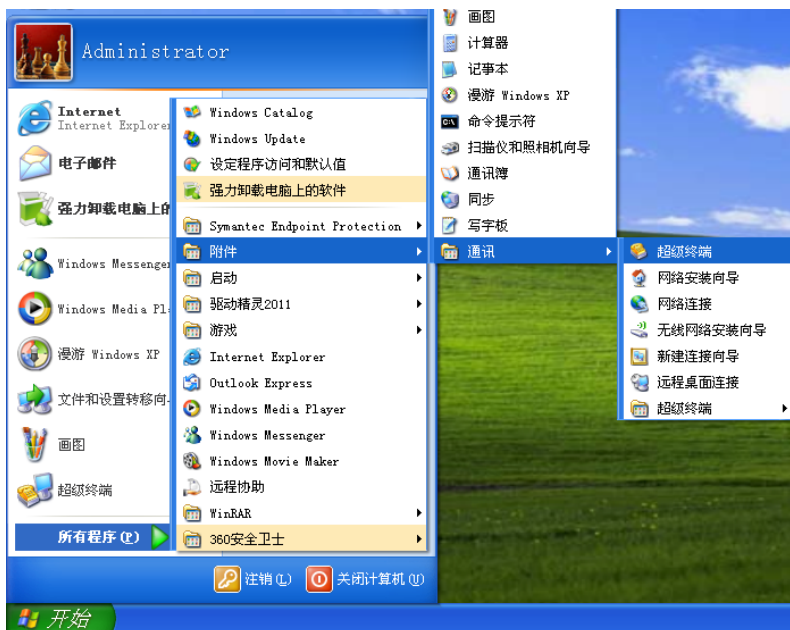 Administrator
Internet
Internet Explorer
电子邮件
强力卸载电脑上的
Windows Messenger
Windows Media Pl
漫游 Windows XP
文件和设置转移向
画图
超级终端
所有程序(P)
Windows Catalog
Windows Update
设定程序访问和默认值
强力卸载电脑上的软件
Symantec Endpoint Protection
附件
启动
驱动精灵2011
游戏
Internet Explorer
Outlook Express
Windows Media Player
Windows Messenger
Windows Movie Maker
远程协助
WinRAR
360安全卫士
画图
计算器
记事本
漫游 Windows XP
命令提示符
扫描仪和照相机向导
通讯簿
同步
写字板
通讯
超级终端
网络安装向导
网络连接
无线网络安装向导
新建连接向导
远程桌面连接
超级终端
注销(L)
关闭计算机(U)
开始